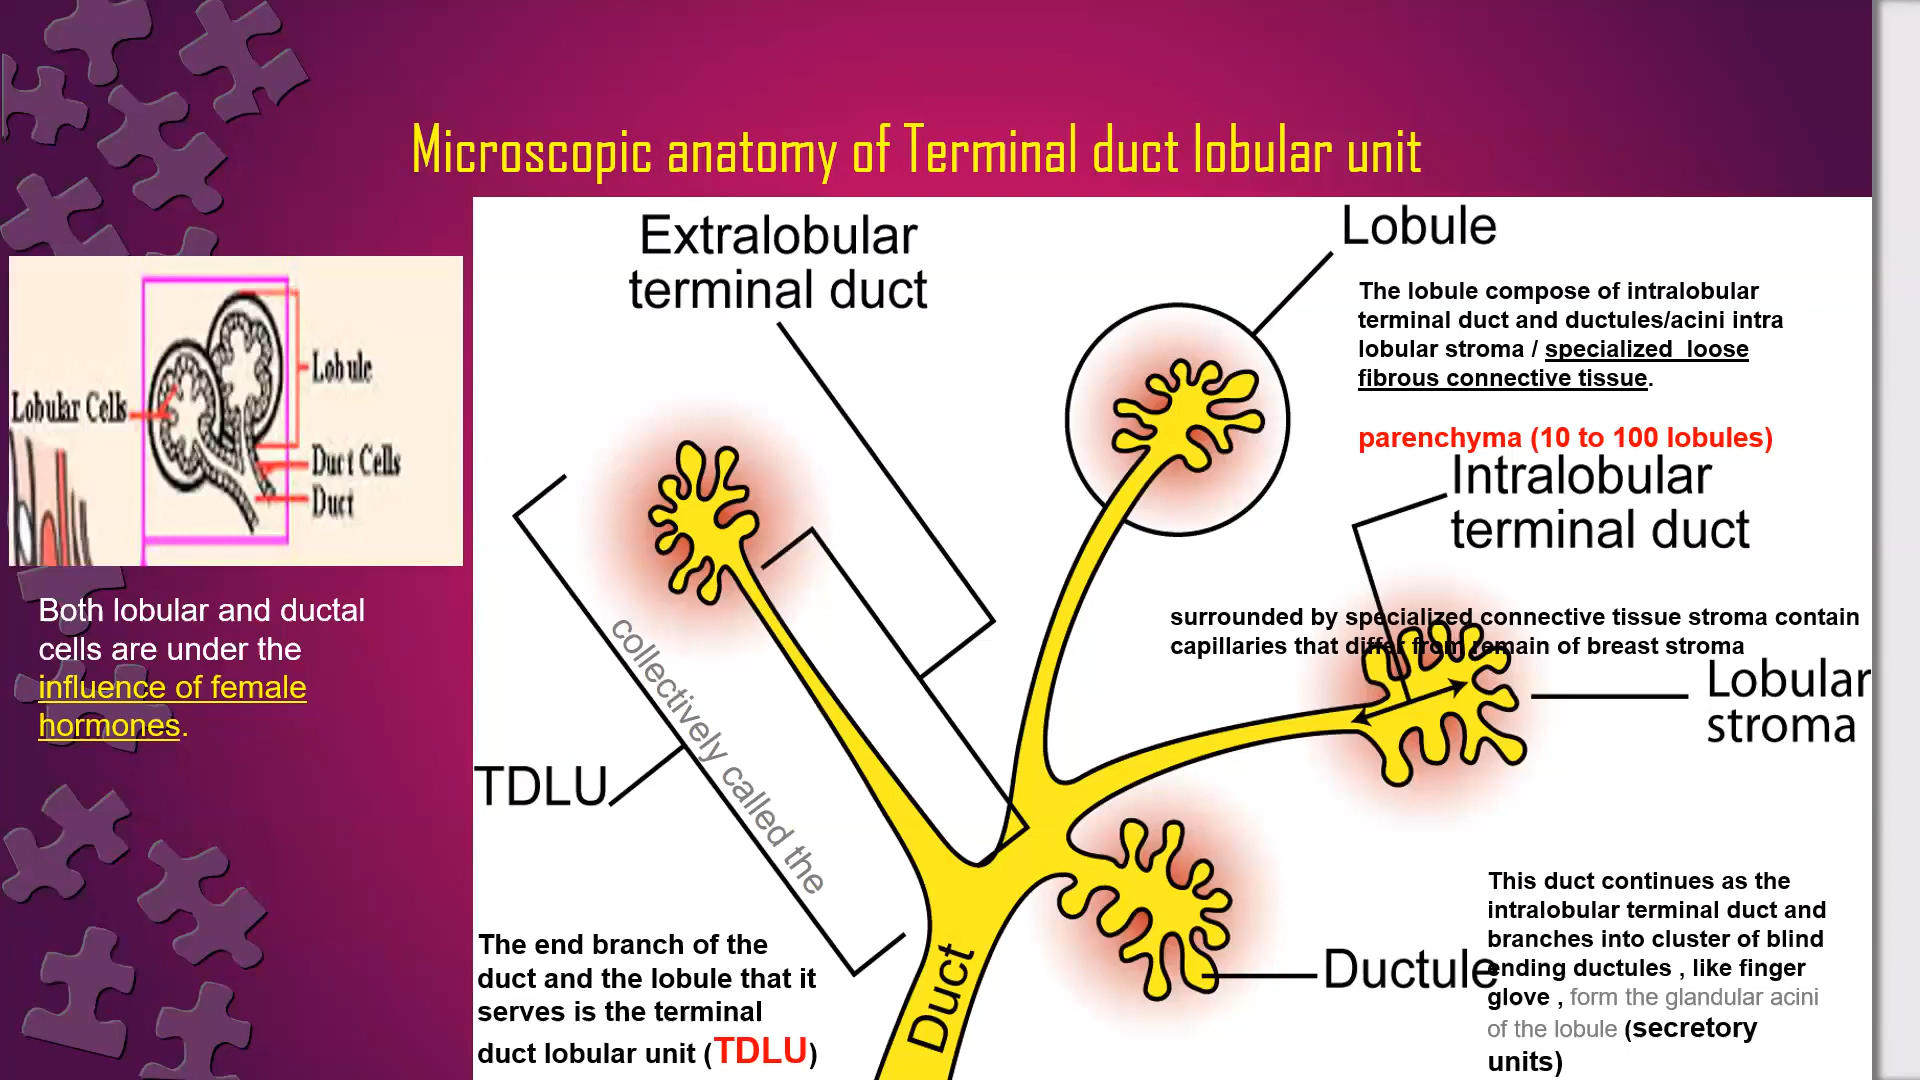 Microscopic anatomy of Terminal duct lobular unit
Lobule
Lobular Cells
Duct Cells
Duct
Both lobular and ductal
cells are under the
influence of female
hormones.
Extralobular
terminal duct
Lobule
The lobule compose of intralobular
terminal duct and ductules/acini intra
lobular stroma / specialized loose
fibrous connective tissue.
parenchyma (10 to 100 lobules)
Intralobular
terminal duct
surrounded by specialized connective tissue stroma contain
capillaries that differ from remain of breast stroma
Lobular
stroma
TDLU
collectively called the
The end branch of the
duct and the lobule that it
serves is the terminal
duct lobular unit (TDLU)
Duct
Ductule
This duct continues as the
intralobular terminal duct and
branches into cluster of blind
ending ductules , like finger
glove , form the glandular acini
of the lobule (secretory
units)